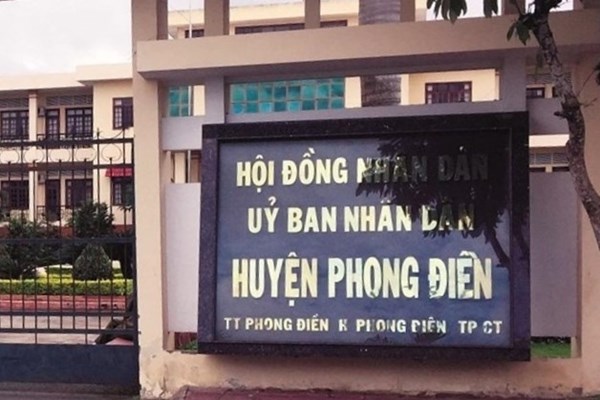 HỘI ĐỒNG NHÂN DÂN
UỶ BAN NHÂN DÂN
HUYỆN PHONG ĐIỀN
TT PHONG ĐIỀN H PHONG ĐIỀN TP CT